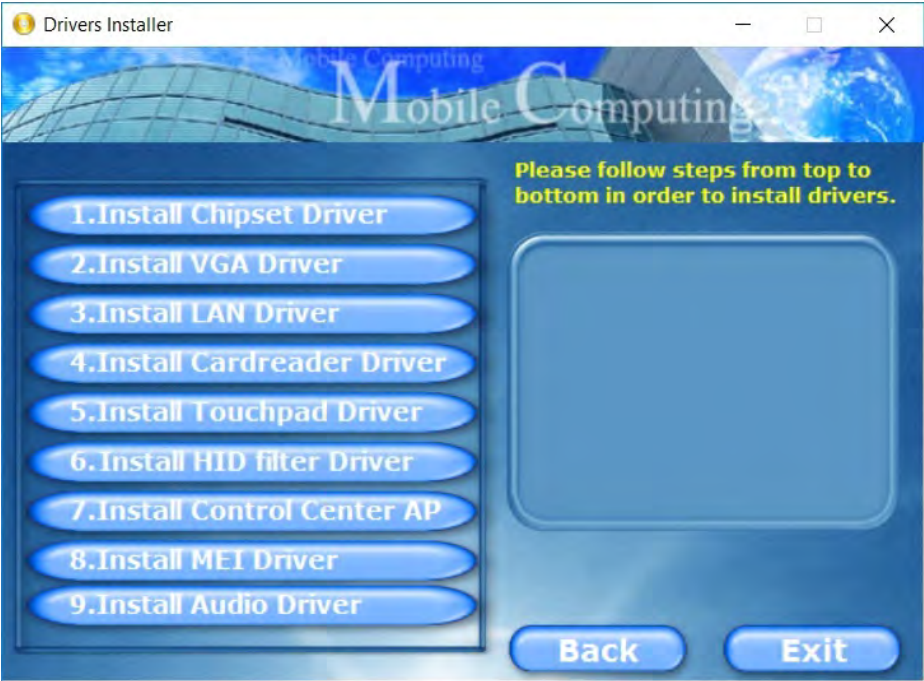 Drivers Installer
Mobile Computing
Mobile Computing
Please follow steps from top to
bottom in order to install drivers.
1.Install Chipset Driver
2.Install VGA Driver
3.Install LAN Driver
4.Install Cardreader Driver
5.Install Touchpad Driver
6.Install HID filter Driver
7.Install Control Center AP
8.Install MEI Driver
9.Install Audio Driver
Back
Exit